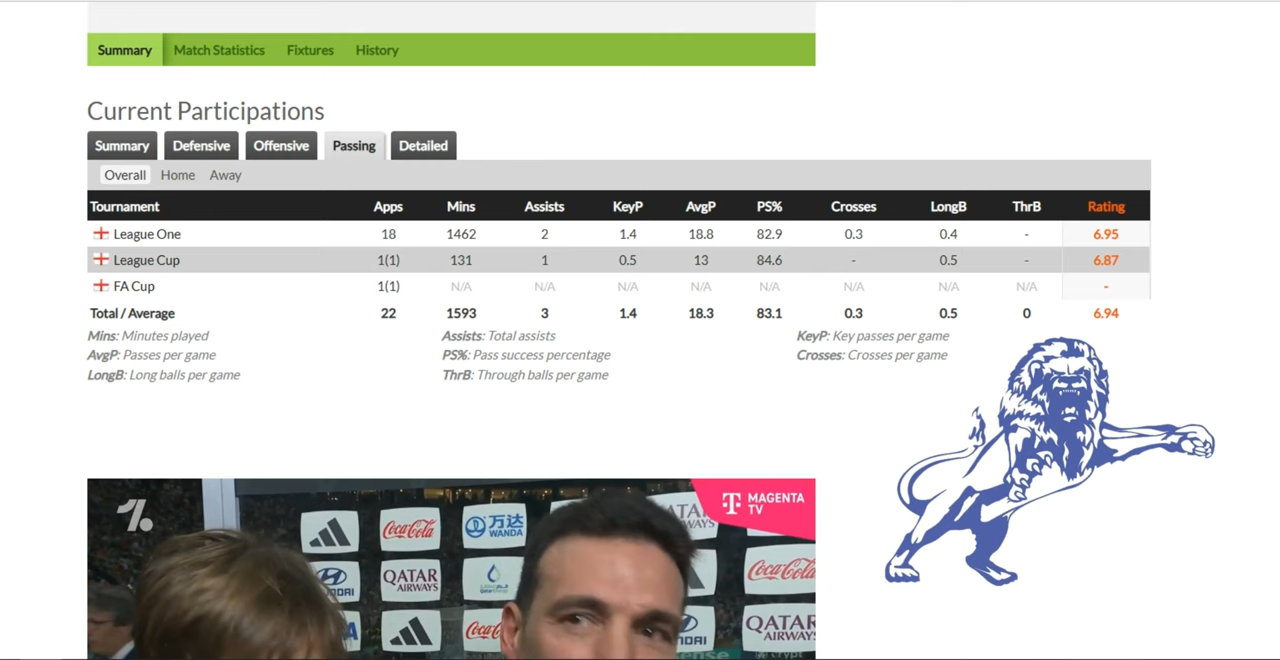 Summary Match Statistics Fixtures History
Current Participations
Summary Defensive Offensive Passing Detailed
Overall Home Away
Tournament Apps Mins Assists KeyP AvgP PS% Crosses LongB ThrB Rating
League One 18 1462 2 1.4 18.8 82.9 0.3 0.4 - 6.95
League Cup 1(1) 131 1 0.5 13 84.6 - 0.5 - 6.87
FA Cup 1(1) N/A N/A N/A N/A N/A N/A N/A N/A -
Total / Average 22 1593 3 1.4 18.3 83.1 0.3 0.5 0 6.94
Mins: Minutes played Assists: Total assists KeyP: Key passes per game
AvgP: Passes per game PS%: Pass success percentage Crosses: Crosses per game
LongB: Long balls per game ThrB: Through balls per game
T MAGENTA
TV
Coca-Cola 万达
WANDA
QATAR
AIRWAYS
Coca-Cola
QATAR
AIRWAYS